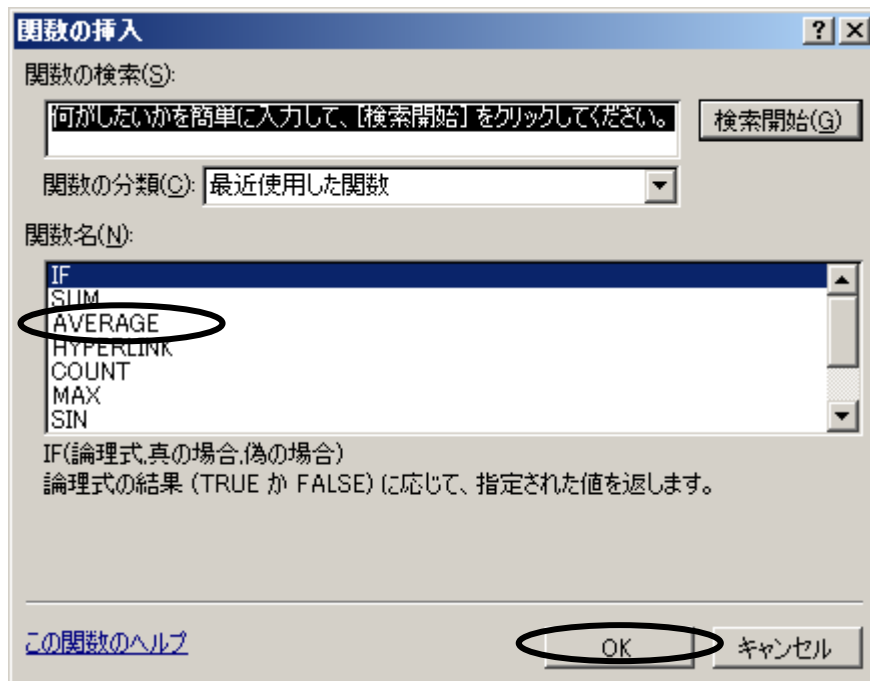 関数の挿入
関数の検索(S):
何がしたいかを簡単に入力して、[検索開始] をクリックしてください。
検索開始(G)
関数の分類(C): 最近使用した関数
関数名(N):
IF
SUM
AVERAGE
HYPERLINK
COUNT
MAX
SIN
IF(論理式,真の場合,偽の場合)
論理式の結果 (TRUE か FALSE) に応じて、指定された値を返します。
この関数のヘルプ
OK
キャンセル